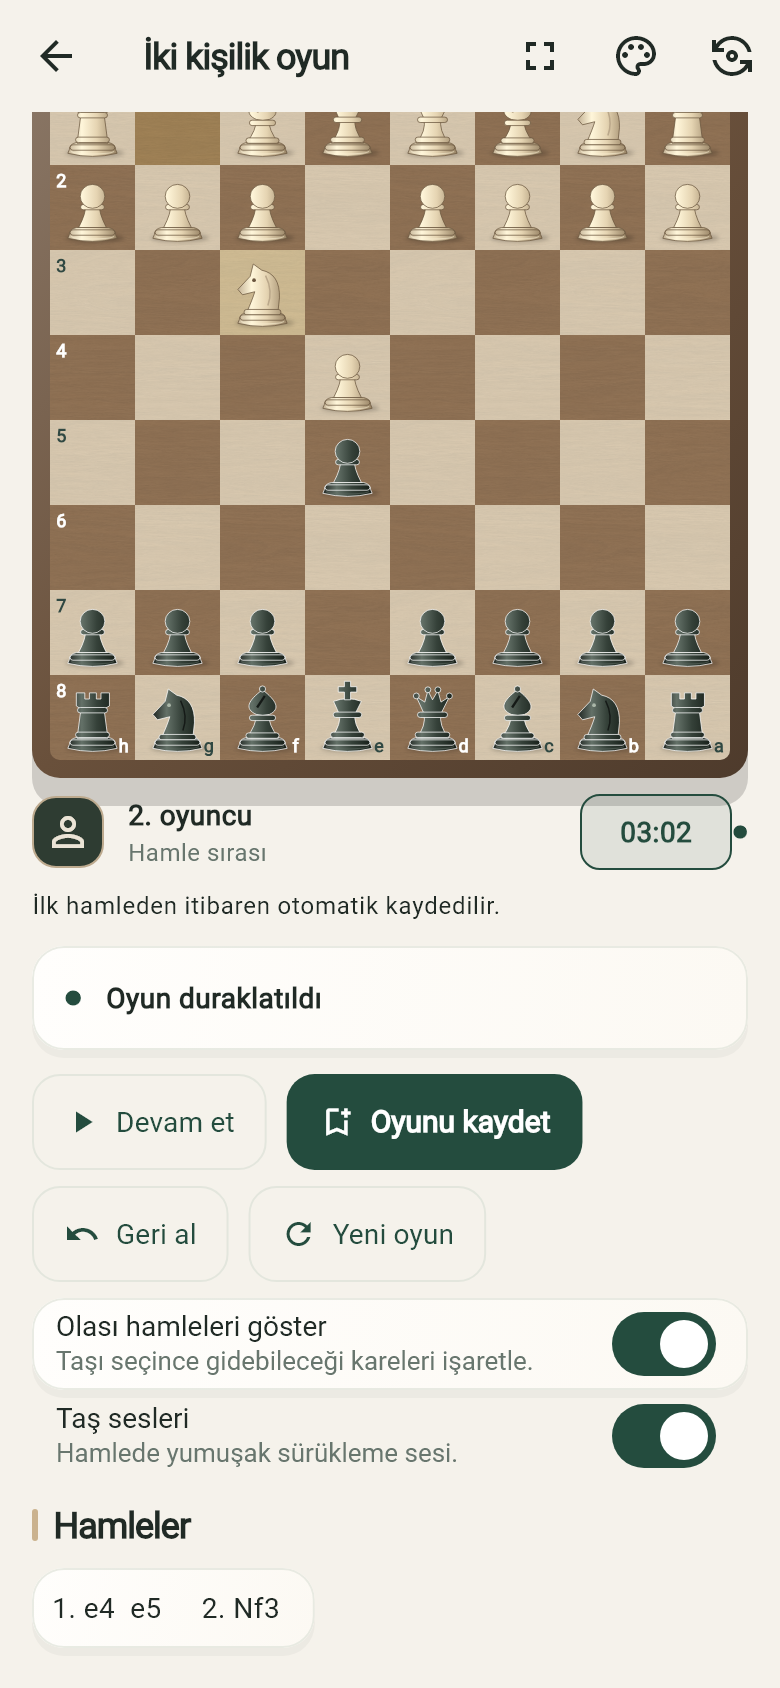 İki kişilik oyun
2
3
4
5
6
7
8
h g f e d c b a
2. oyuncu
03:02
Hamle sırası
İlk hamleden itibaren otomatik kaydedilir.
Oyun duraklatıldı
Devam et
Oyunu kaydet
Geri al
Yeni oyun
Olası hamleleri göster
Taşı seçince gidebileceği kareleri işaretle.
Taş sesleri
Hamlede yumuşak sürükleme sesi.
Hamleler
1. e4 e5 2. Nf3